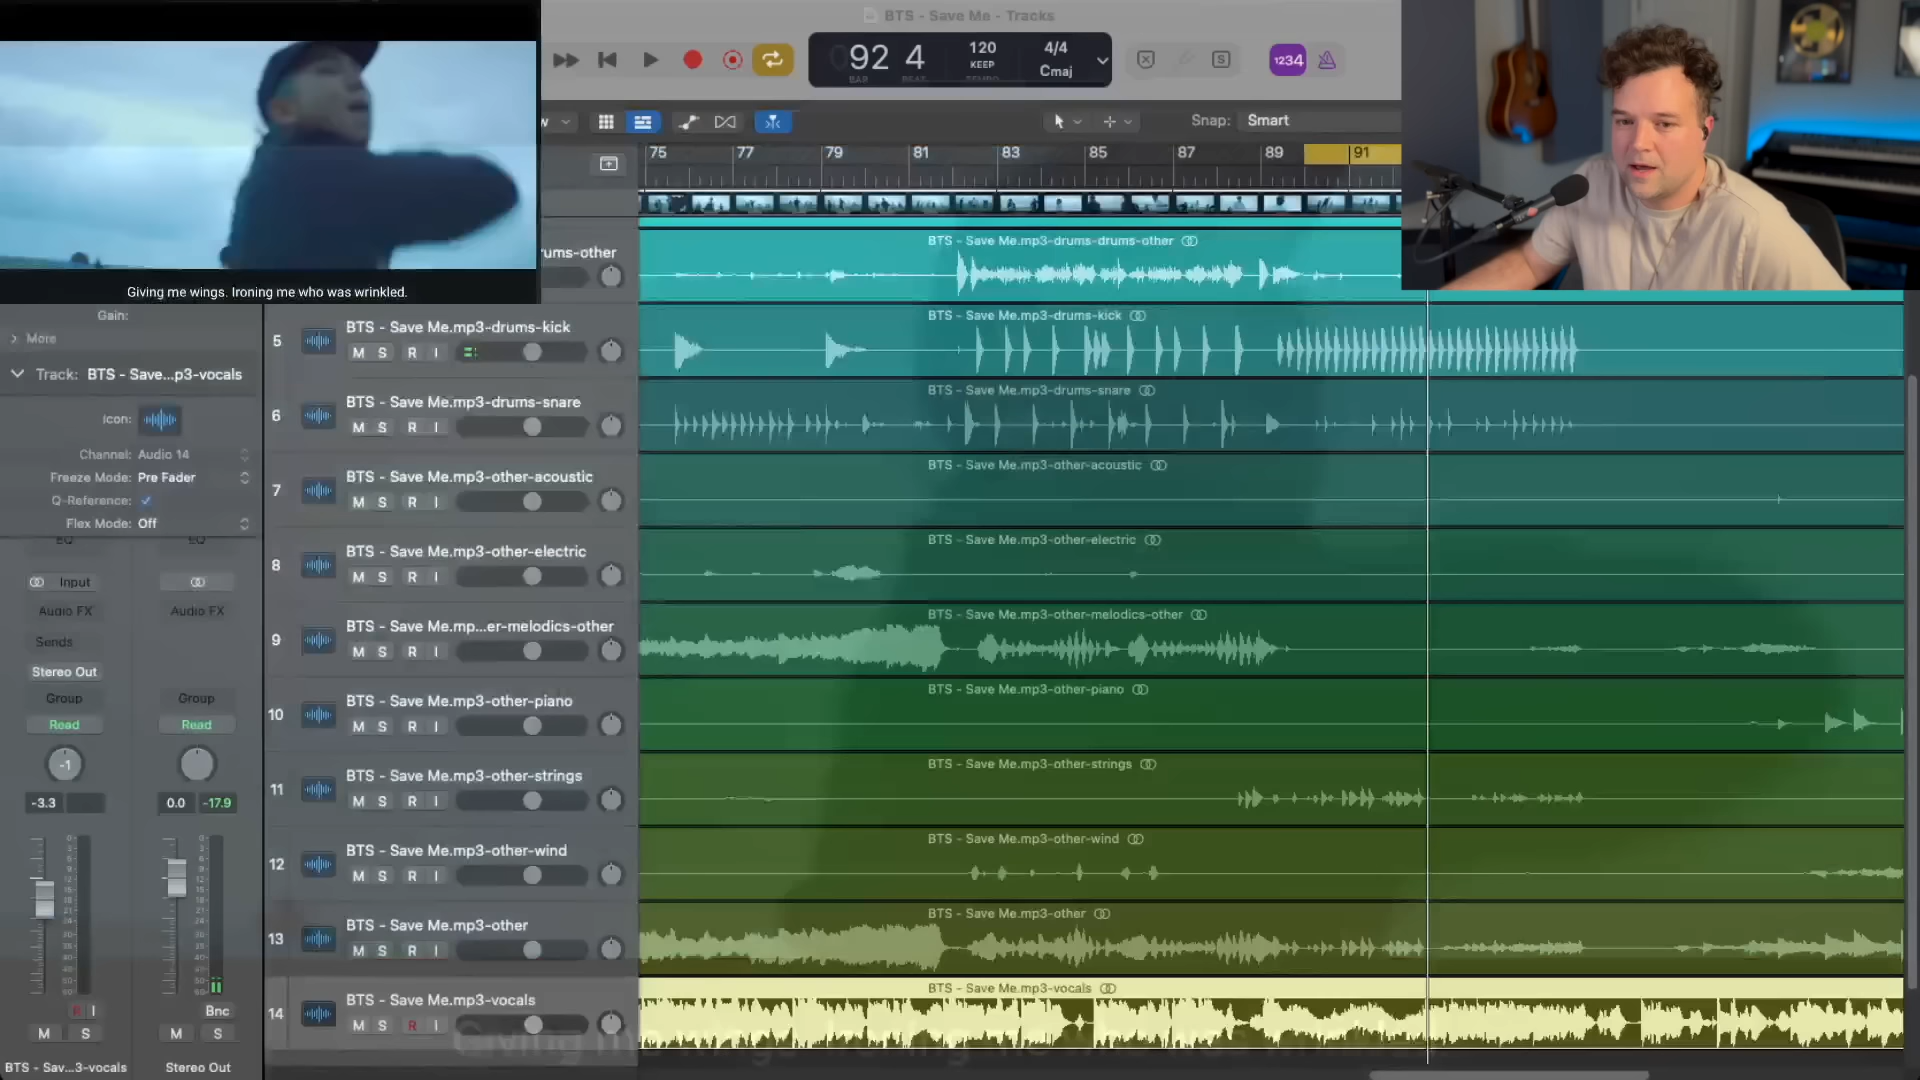 BTS - Save Me - Tracks
92 4
120
KEEP
TEMPO
4/4
Cmaj
BAR
BEAT
S
1234
w
Snap: Smart
75 77 79 81 83 85 87 89 91
Giving me wings. Ironing me who was wrinkled.
Gain:
More
Track: BTS - Save...p3-vocals
Icon:
Channel: Audio 14
Freeze Mode: Pre Fader
Q-Reference:
Flex Mode: Off
EQ EQ
Input
Audio FX Audio FX
Sends
Stereo Out
Group Group
Read Read
-1
-3.3 0.0 -17.9
R I Bnc
M S M S
BTS - Sav...3-vocals Stereo Out
rums-other
BTS - Save Me.mp3-drums-drums-other
5 BTS - Save Me.mp3-drums-kick
M S R I
BTS - Save Me.mp3-drums-kick
6 BTS - Save Me.mp3-drums-snare
M S R I
BTS - Save Me.mp3-drums-snare
7 BTS - Save Me.mp3-other-acoustic
M S R I
BTS - Save Me.mp3-other-acoustic
8 BTS - Save Me.mp3-other-electric
M S R I
BTS - Save Me.mp3-other-electric
9 BTS - Save Me.mp...er-melodics-other
M S R I
BTS - Save Me.mp3-other-melodics-other
10 BTS - Save Me.mp3-other-piano
M S R I
BTS - Save Me.mp3-other-piano
11 BTS - Save Me.mp3-other-strings
M S R I
BTS - Save Me.mp3-other-strings
12 BTS - Save Me.mp3-other-wind
M S R I
BTS - Save Me.mp3-other-wind
13 BTS - Save Me.mp3-other
M S R I
BTS - Save Me.mp3-other
14 BTS - Save Me.mp3-vocals
M S R I
BTS - Save Me.mp3-vocals